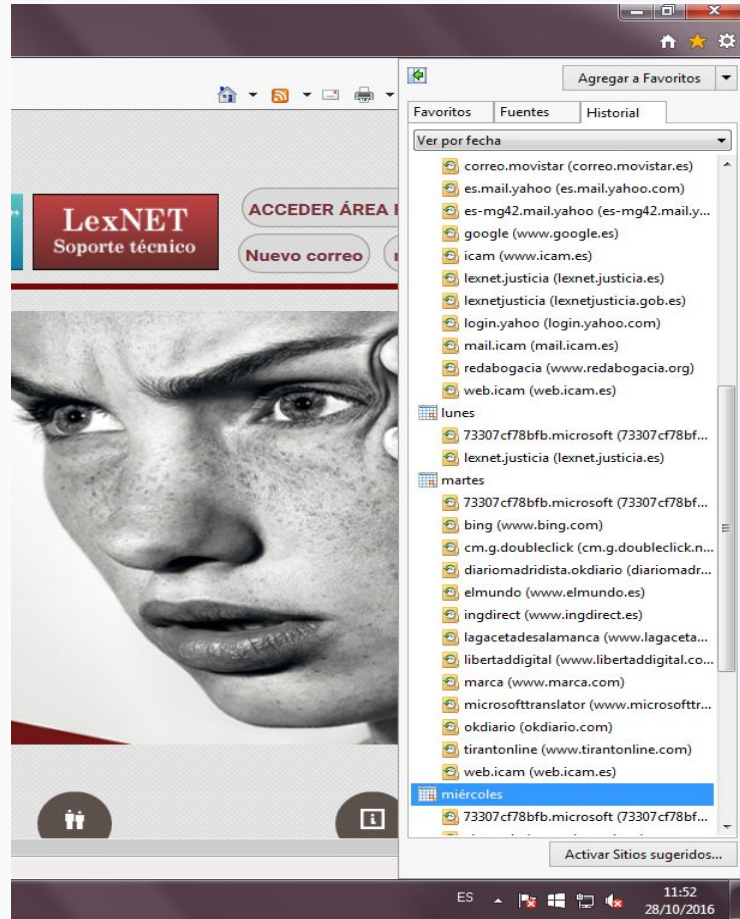 Agregar a Favoritos
Favoritos Fuentes Historial
Ver por fecha
correo.movistar (correo.movistar.es)
es.mail.yahoo (es.mail.yahoo.com)
es-mg42.mail.yahoo (es-mg42.mail.y...
google (www.google.es)
icam (www.icam.es)
lexnet.justicia (lexnet.justicia.es)
lexnetjusticia (lexnetjusticia.gob.es)
login.yahoo (login.yahoo.com)
mail.icam (mail.icam.es)
redabogacia (www.redabogacia.org)
web.icam (web.icam.es)
lunes
73307cf78bfb.microsoft (73307cf78bf...
lexnet.justicia (lexnet.justicia.es)
martes
73307cf78bfb.microsoft (73307cf78bf...
bing (www.bing.com)
cm.g.doubleclick (cm.g.doubleclick.n...
diariomadridista.okdiario (diariomadr...
elmundo (www.elmundo.es)
ingdirect (www.ingdirect.es)
lagacetadesalamanca (www.lagaceta...
libertaddigital (www.libertaddigital.co...
marca (www.marca.com)
microsofttranslator (www.microsofttr...
okdiario (okdiario.com)
tirantonline (www.tirantonline.com)
web.icam (web.icam.es)
miércoles
73307cf78bfb.microsoft (73307cf78bf...
Activar Sitios sugeridos...
LexNET
Soporte técnico
ACCEDER ÁREA
Nuevo correo
ES
11:52
28/10/2016